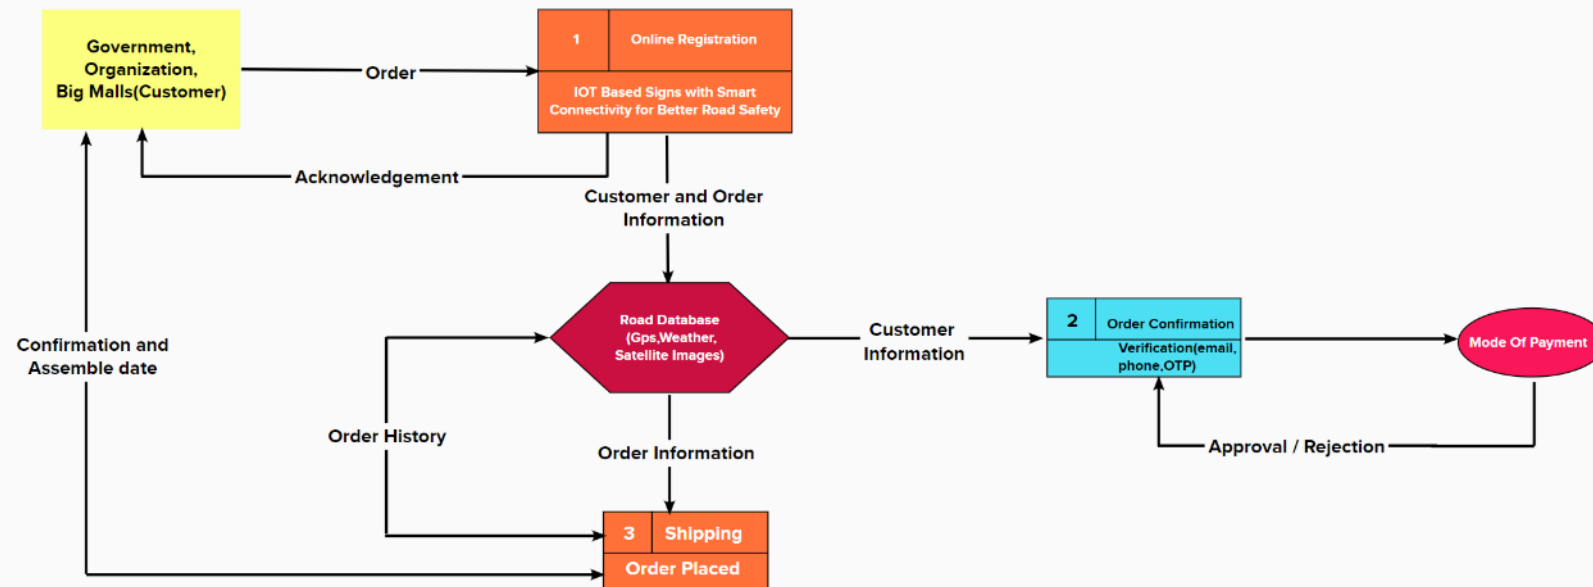 Government,
Organization,
Big Malls(Customer)
Order
1
Online Registration
IOT Based Signs with Smart
Connectivity for Better Road Safety
Acknowledgement
Customer and Order
Information
Road Database
(Gps,Weather,
Satellite Images)
Customer
Information
2
Order Confirmation
Verification(email,
phone,OTP)
Mode Of Payment
Confirmation and
Assemble date
Order History
Order Information
Approval / Rejection
3
Shipping
Order Placed